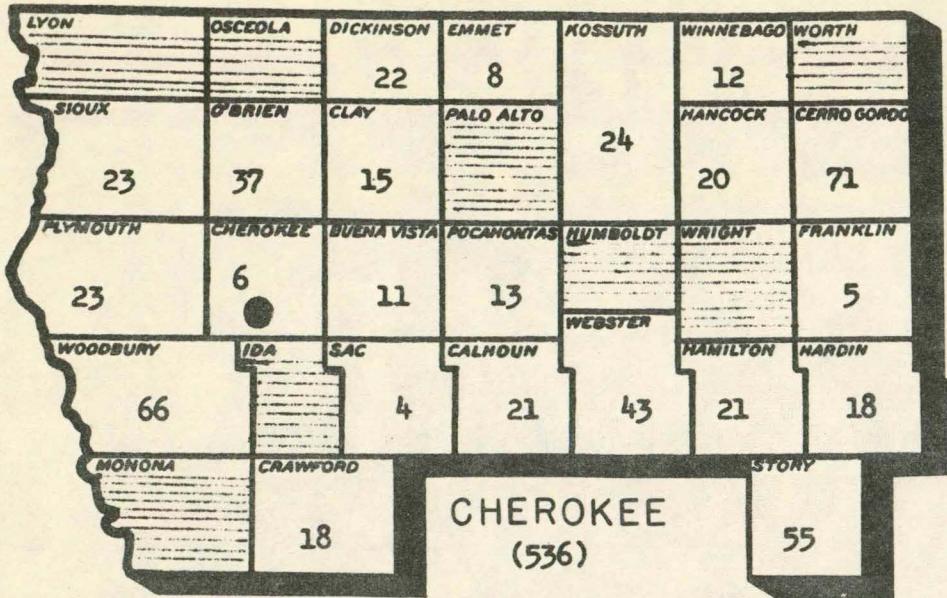 LYON OSCEOLA DICKINSON EMMET KOSSUTH WINNEBAGO WORTH
22 8 12
SIOUX O'BRIEN CLAY PALO ALTO HANCOCK CERRO GORDO
24
23 37 15 20 71
PLYMOUTH CHEROKEE BUENA VISTA POCAHONTAS HUMBOLDT WRIGHT FRANKLIN
6
23 11 13 5
WEBSTER
WOODBURY IDA SAC CALHOUN HAMILTON HARDIN
66 4 21 43 21 18
MONONA CRAWFORD STORY
CHEROKEE
18 55
(536)